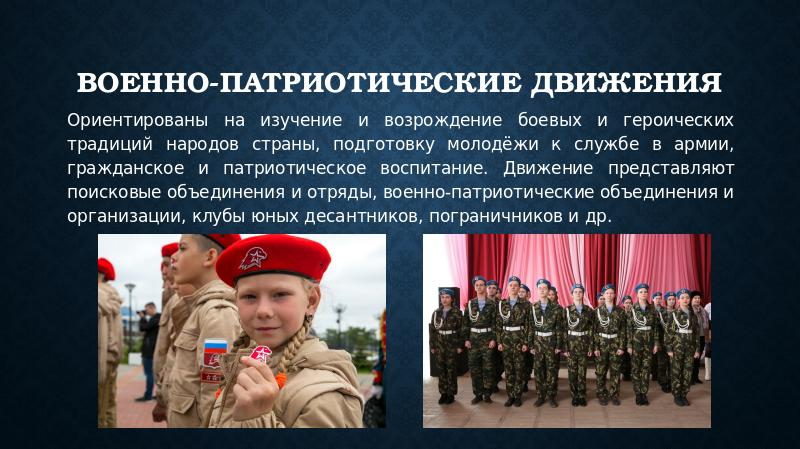 ВОЕННО-ПАТРИОТИЧЕСКИЕ ДВИЖЕНИЯ
Ориентированы на изучение и возрождение боевых и героических
традиций народов страны, подготовку молодёжи к службе в армии,
гражданское и патриотическое воспитание. Движение представляют
поисковые объединения и отряды, военно-патриотические объединения и
организации, клубы юных десантников, пограничников и др.